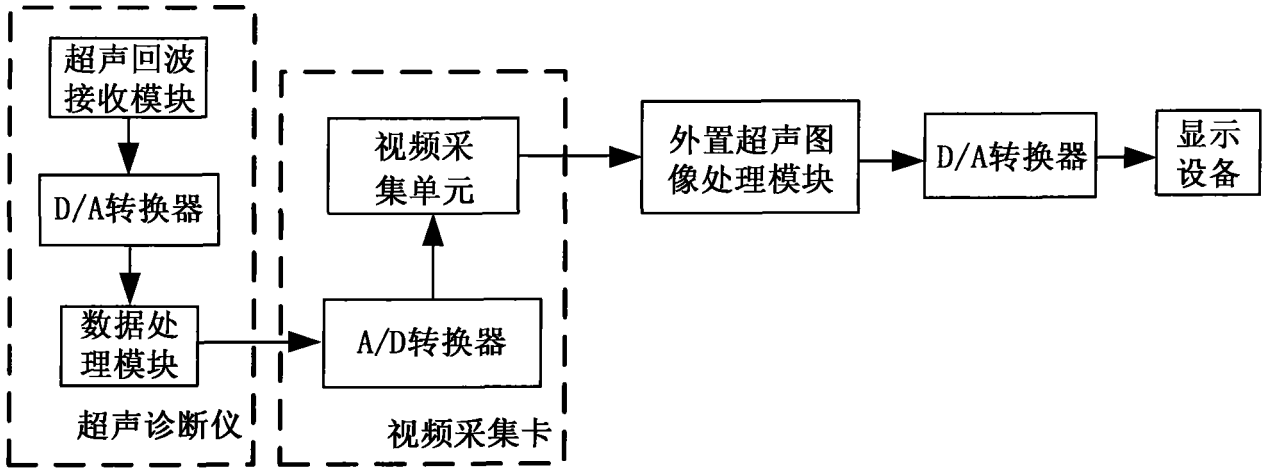 超声回波
接收模块
D/A转换器
数据处
理模块
超声诊断仪
视频采
集单元
A/D转换器
视频采集卡
外置超声图
像处理模块
D/A转换器
显示
设备